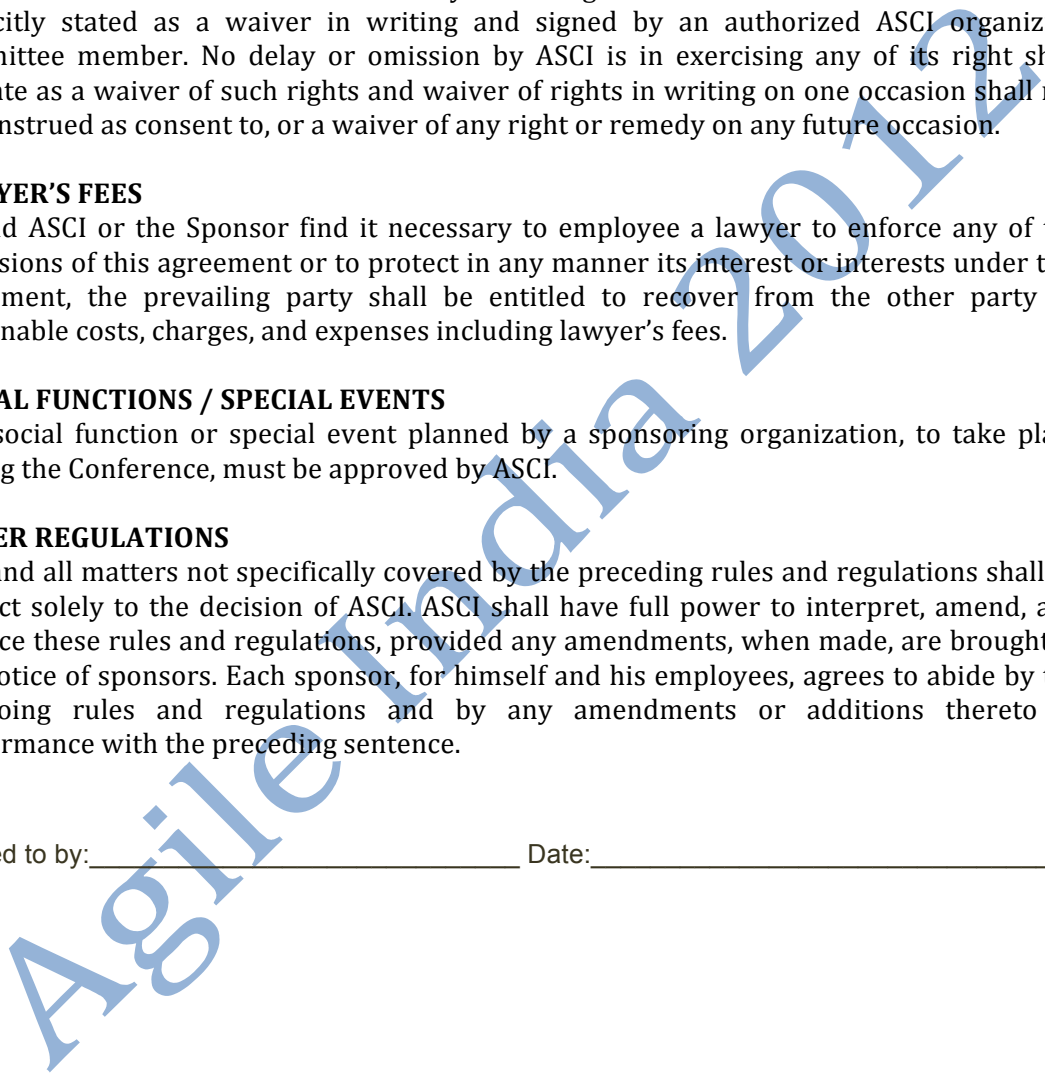 citly stated as a waiver in writing and signed by an authorized ASCI organiz
mittee member. No delay or omission by ASCI is in exercising any of its right sh
ate as a waiver of such rights and waiver of rights in writing on one occasion shall
nstrued as consent to, or a waiver of any right or remedy on any future occasion.
YER'S FEES
d ASCI or the Sponsor find it necessary to employee a lawyer to enforce any of
sions of this agreement or to protect in any manner its interest or interests under t
ment, the prevailing party shall be entitled to recover from the other party
nable costs, charges, and expenses including lawyer's fees.
AL FUNCTIONS / SPECIAL EVENTS
social function or special event planned by a sponsoring organization, to take pla
g the Conference, must be approved by ASCI.
ER REGULATIONS
and all matters not specifically covered by the preceding rules and regulations shall
ct solely to the decision of ASCI. ASCI shall have full power to interpret, amend, a
ce these rules and regulations, provided any amendments, when made, are brought
otice of sponsors. Each sponsor, for himself and his employees, agrees to abide by t
oing rules and regulations and by any amendments or additions thereto
rmance with the preceding sentence.
ed to by:______________________________ Date:________________________________
Agile India 2012